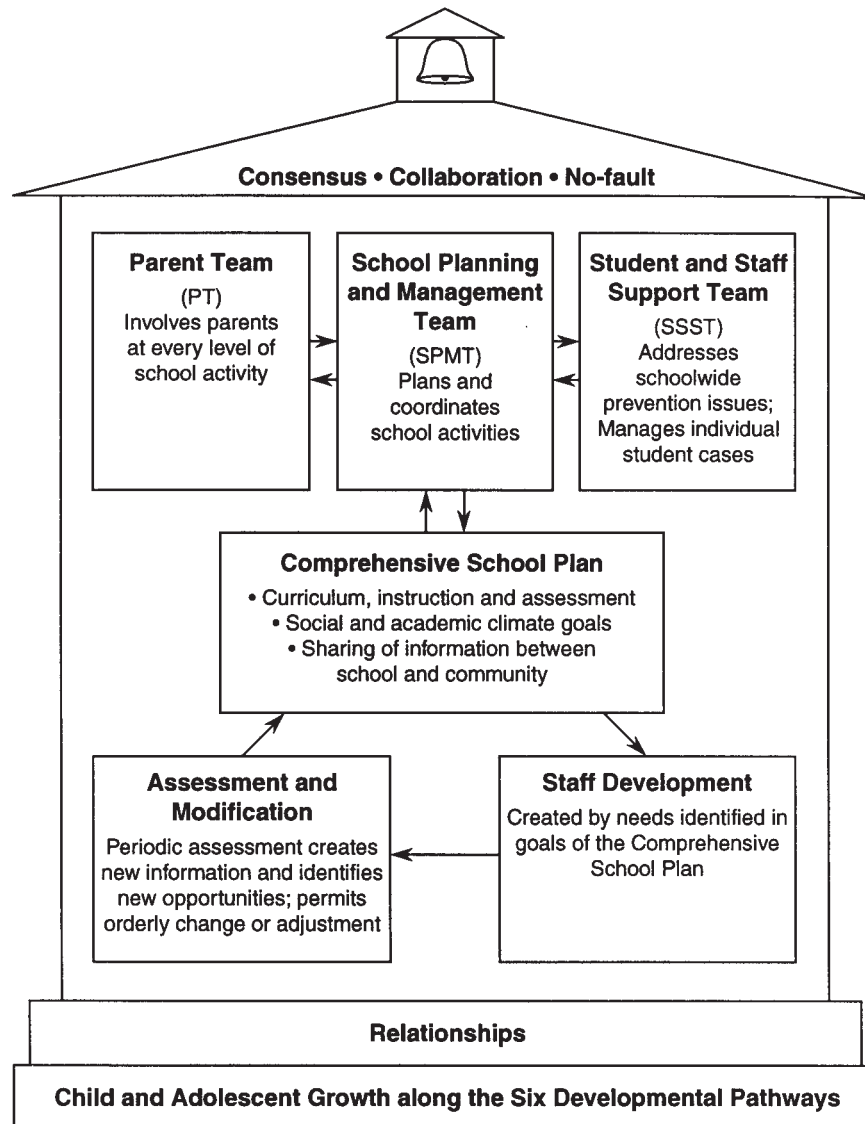 Consensus • Collaboration • No-fault
Parent Team
(PT)
Involves parents
at every level of
school activity
School Planning
and Management
Team
(SPMT)
Plans and
coordinates
school activities
Student and Staff
Support Team
(SSST)
Addresses
schoolwide
prevention issues;
Manages individual
student cases
Comprehensive School Plan
• Curriculum, instruction and assessment
• Social and academic climate goals
• Sharing of information between
school and community
Assessment and
Modification
Periodic assessment creates
new information and identifies
new opportunities; permits
orderly change or adjustment
Staff Development
Created by needs identified in
goals of the Comprehensive
School Plan
Relationships
Child and Adolescent Growth along the Six Developmental Pathways